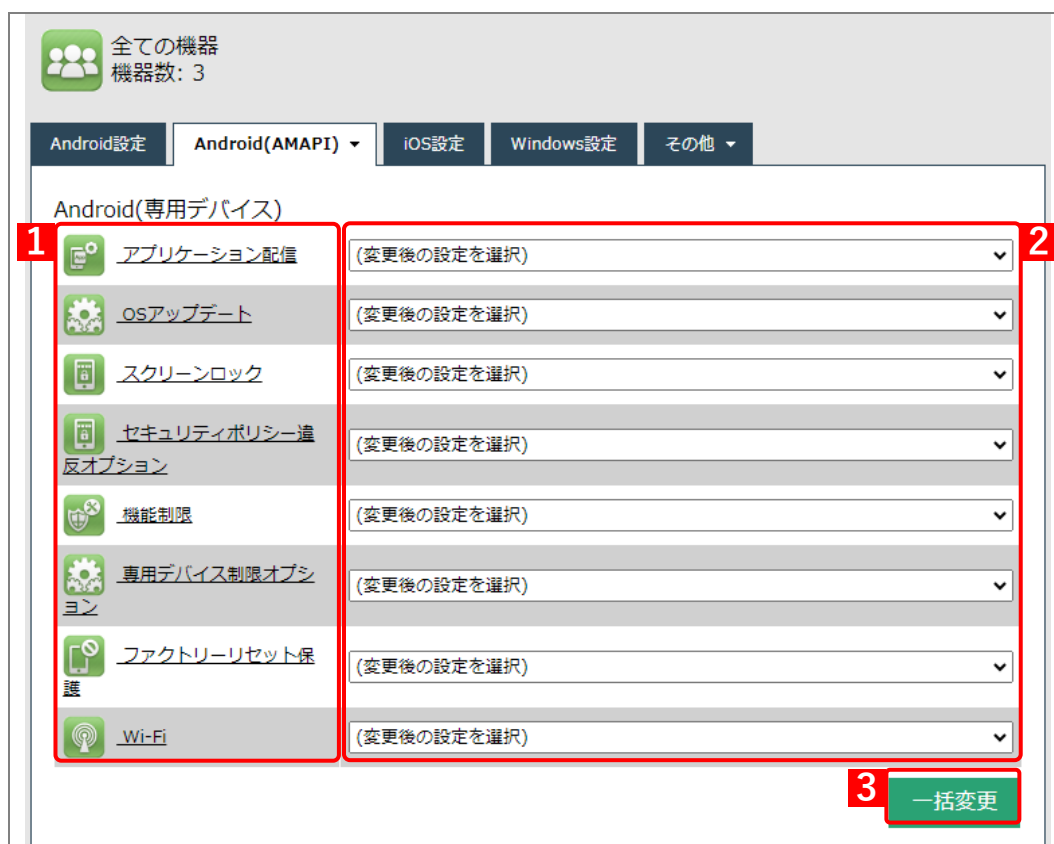 全ての機器
機器数: 3
Android設定 Android(AMAPI) iOS設定 Windows設定 その他
Android(専用デバイス)
1
2
アプリケーション配信 (変更後の設定を選択)
OSアップデート (変更後の設定を選択)
スクリーンロック (変更後の設定を選択)
セキュリティポリシー違
反オプション
(変更後の設定を選択)
機能制限 (変更後の設定を選択)
専用デバイス制限オプシ
ョン
(変更後の設定を選択)
ファクトリーリセット保
護
(変更後の設定を選択)
Wi-Fi (変更後の設定を選択)
3
一括変更